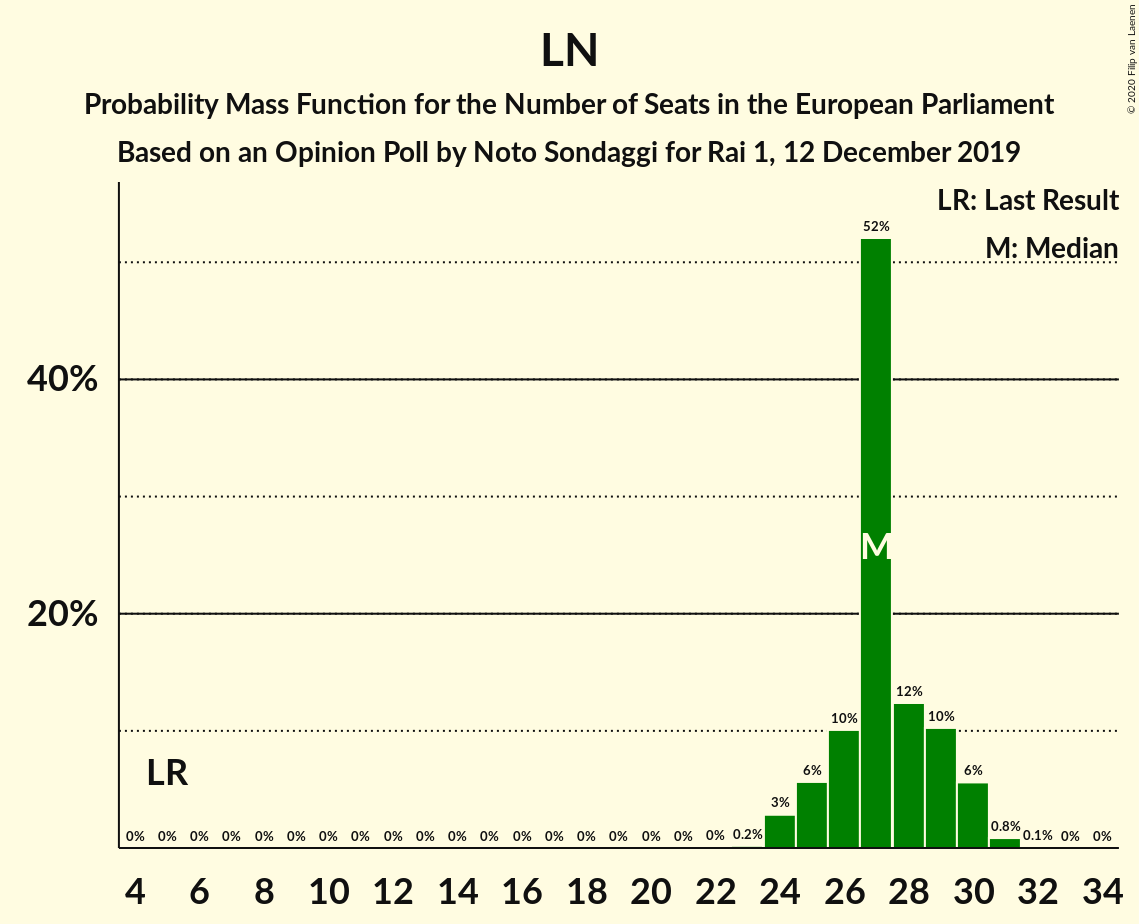 LN
Probability Mass Function for the Number of Seats in the European Parliament
Based on an Opinion Poll by Noto Sondaggi for Rai 1, 12 December 2019
© 2020 Filip van Laenen
LR: Last Result
M: Median
52%
40%
M
20%
12%
10% 10%
LR
6% 6%
3%
0% 0% 0% 0% 0% 0% 0% 0% 0% 0% 0% 0% 0% 0% 0% 0% 0% 0% 0% 0.2% 0.8% 0.1% 0% 0%
4 6 8 10 12 14 16 18 20 22 24 26 28 30 32 34